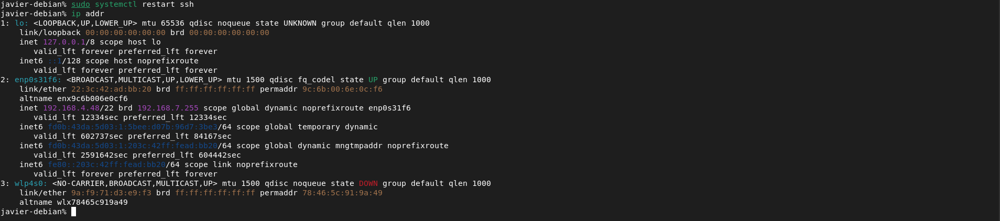 javier-debian% sudo systemctl restart ssh
javier-debian% ip addr
1: lo: <LOOPBACK,UP,LOWER_UP> mtu 65536 qdisc noqueue state UNKNOWN group default qlen 1000
    link/loopback 00:00:00:00:00:00 brd 00:00:00:00:00:00
    inet 127.0.0.1/8 scope host lo
       valid_lft forever preferred_lft forever
    inet6 ::1/128 scope host noprefixroute
       valid_lft forever preferred_lft forever
2: enp0s31f6: <BROADCAST,MULTICAST,UP,LOWER_UP> mtu 1500 qdisc fq_codel state UP group default qlen 1000
    link/ether 22:3c:42:ad:bb:20 brd ff:ff:ff:ff:ff:ff permaddr 9c:6b:00:6e:0c:f6
    altname enx9c6b006e0cf6
    inet 192.168.4.48/22 brd 192.168.7.255 scope global dynamic noprefixroute enp0s31f6
       valid_lft 12334sec preferred_lft 12334sec
    inet6 fd0b:43da:5d03:1:5bee:d07b:96d7:3be3/64 scope global temporary dynamic
       valid_lft 602737sec preferred_lft 84167sec
    inet6 fd0b:43da:5d03:1:203c:42ff:fead:bb20/64 scope global dynamic mngtmpaddr noprefixroute
       valid_lft 2591642sec preferred_lft 604442sec
    inet6 fe80::203c:42ff:fead:bb20/64 scope link noprefixroute
       valid_lft forever preferred_lft forever
3: wlp4s0: <NO-CARRIER,BROADCAST,MULTICAST,UP> mtu 1500 qdisc noqueue state DOWN group default qlen 1000
    link/ether 9a:f9:71:d3:e9:f3 brd ff:ff:ff:ff:ff:ff permaddr 78:46:5c:91:9a:49
    altname wlx78465c919a49
javier-debian%